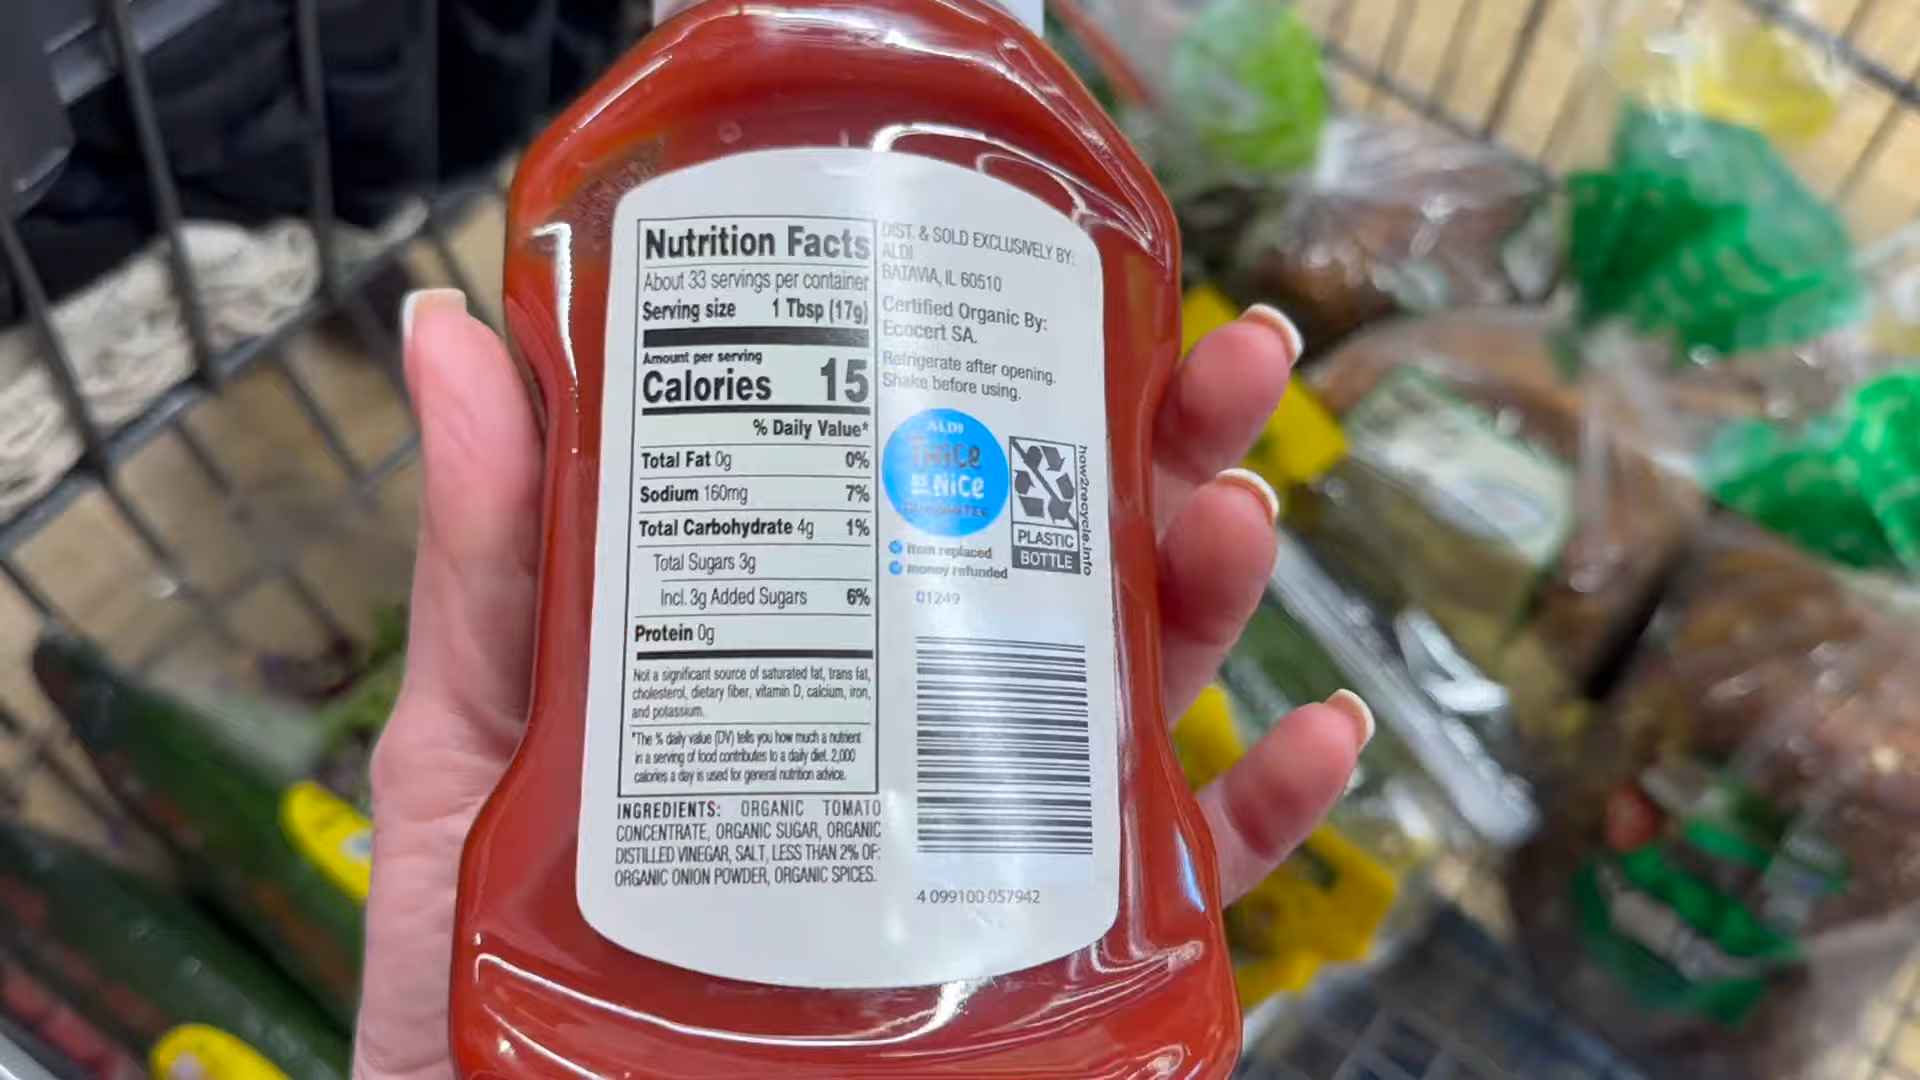 Nutrition Facts
About 33 servings per container
Serving size 1 Tbsp (17g)
Amount per serving
Calories 15
% Daily Value*
Total Fat 0g 0%
Sodium 160mg 7%
Total Carbohydrate 4g 1%
Total Sugars 3g
Incl. 3g Added Sugars 6%
Protein 0g
Not a significant source of saturated fat, trans fat,
cholesterol, dietary fiber, vitamin D, calcium, iron,
and potassium.
*The % daily value (DV) tells you how much a nutrient
in a serving of food contributes to a daily diet. 2,000
calories a day is used for general nutrition advice.
INGREDIENTS: ORGANIC TOMATO
CONCENTRATE, ORGANIC SUGAR, ORGANIC
DISTILLED VINEGAR, SALT, LESS THAN 2% OF:
ORGANIC ONION POWDER, ORGANIC SPICES.
DIST. & SOLD EXCLUSIVELY BY:
ALDI
BATAVIA, IL 60510
Certified Organic By:
Ecocert SA.
Refrigerate after opening.
Shake before using.
ALDI
TWiCe
as NiCe
GUARANTEE
item replaced
money refunded
PLASTIC
BOTTLE
how2recycle.info
01249
4 099100 057942